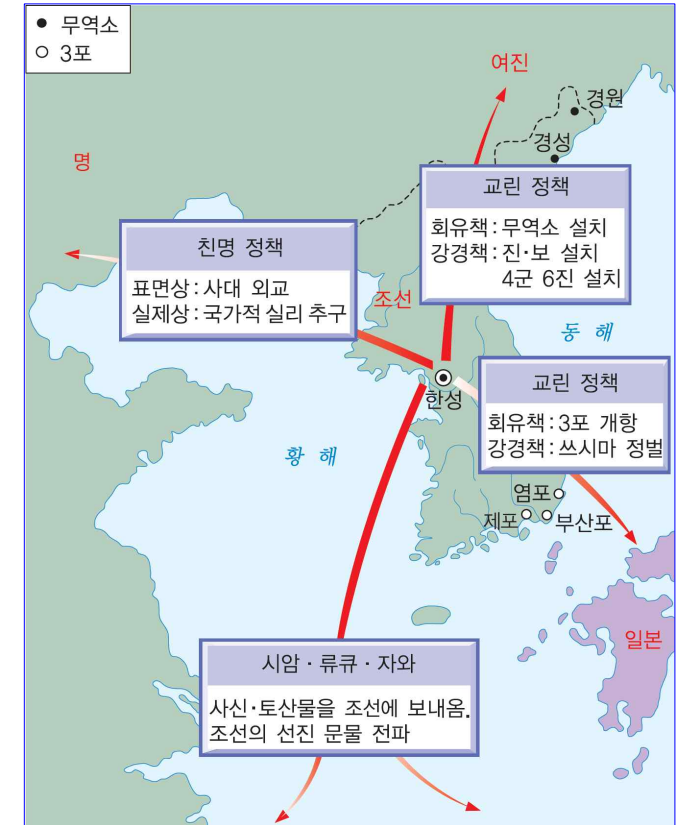 ● 무역소
○ 3포
여진
경원
경성
명
교린 정책
회유책 : 무역소 설치
강경책 : 진·보 설치
4군 6진 설치
친명 정책
표면상 : 사대 외교
실제상 : 국가적 실리 추구
조선
동해
한성
교린 정책
회유책 : 3포 개항
강경책 : 쓰시마 정벌
황해
염포
제포
부산포
일본
시암 · 류큐 · 자와
사신·토산물을 조선에 보내옴.
조선의 선진 문물 전파